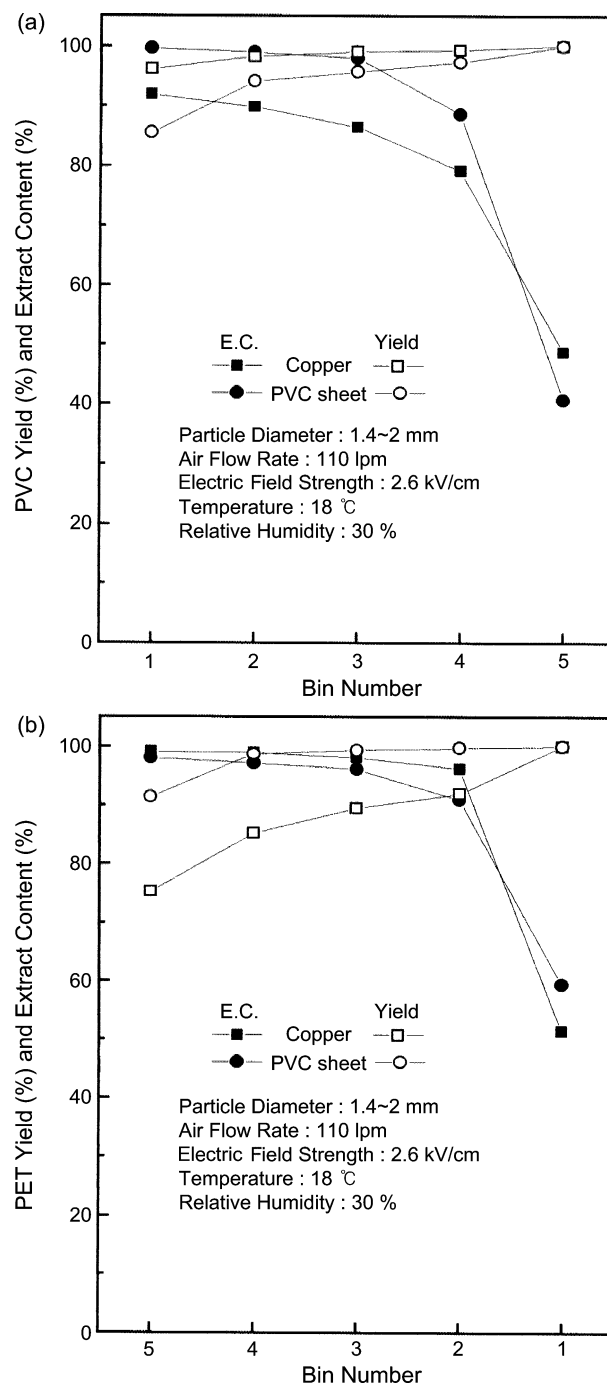 (a)
PVC Yield (%) and Extract Content (%)
100
80
60
40
20
0
E.C. Yield
Copper
PVC sheet
Particle Diameter : 1.4~2 mm
Air Flow Rate : 110 lpm
Electric Field Strength : 2.6 kV/cm
Temperature : 18 ℃
Relative Humidity : 30 %
1 2 3 4 5
Bin Number
(b)
PET Yield (%) and Extract Content (%)
100
80
60
40
20
0
E.C. Yield
Copper
PVC sheet
Particle Diameter : 1.4~2 mm
Air Flow Rate : 110 lpm
Electric Field Strength : 2.6 kV/cm
Temperature : 18 ℃
Relative Humidity : 30 %
5 4 3 2 1
Bin Number